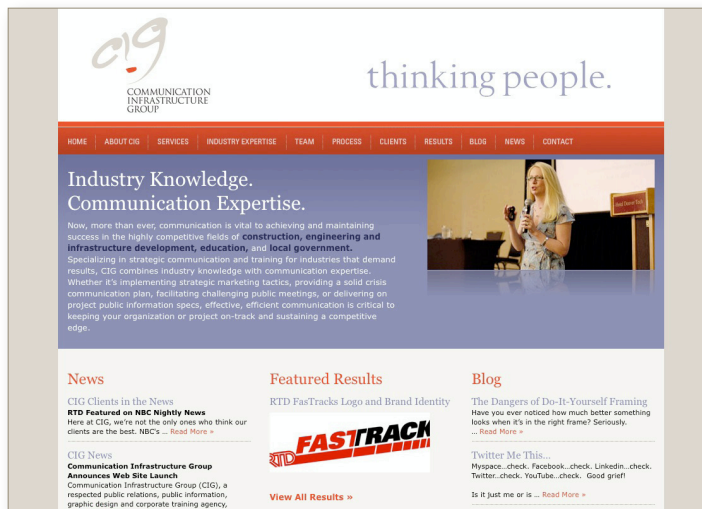 cig
COMMUNICATION
INFRASTRUCTURE
GROUP
thinking people.
HOME ABOUT CIG SERVICES INDUSTRY EXPERTISE TEAM PROCESS CLIENTS RESULTS BLOG NEWS CONTACT
Industry Knowledge.
Communication Expertise.
Now, more than ever, communication is vital to achieving and maintaining
success in the highly competitive fields of construction, engineering and
infrastructure development, education, and local government.
Specializing in strategic communication and training for industries that demand
results, CIG combines industry knowledge with communication expertise.
Whether it's implementing strategic marketing tactics, providing a solid crisis
communication plan, facilitating challenging public meetings, or delivering on
project public information specs, effective, efficient communication is critical to
keeping your organization or project on-track and sustaining a competitive
edge.
News
CIG Clients in the News
RTD Featured on NBC Nightly News
Here at CIG, we're not the only ones who think our
clients are the best. NBC's ... Read More »
CIG News
Communication Infrastructure Group
Announces Web Site Launch
Communication Infrastructure Group (CIG), a
respected public relations, public information,
graphic design and corporate training agency,
Featured Results
RTD FasTracks Logo and Brand Identity
RTD FASTRACK
View All Results »
Blog
The Dangers of Do-It-Yourself Framing
Have you ever noticed how much better something
looks when it's in the right frame? Seriously.
... Read More »
Twitter Me This...
Myspace...check. Facebook...check. Linkedin...check.
Twitter...check. YouTube...check. Good grief!
Is it just me or is ... Read More »